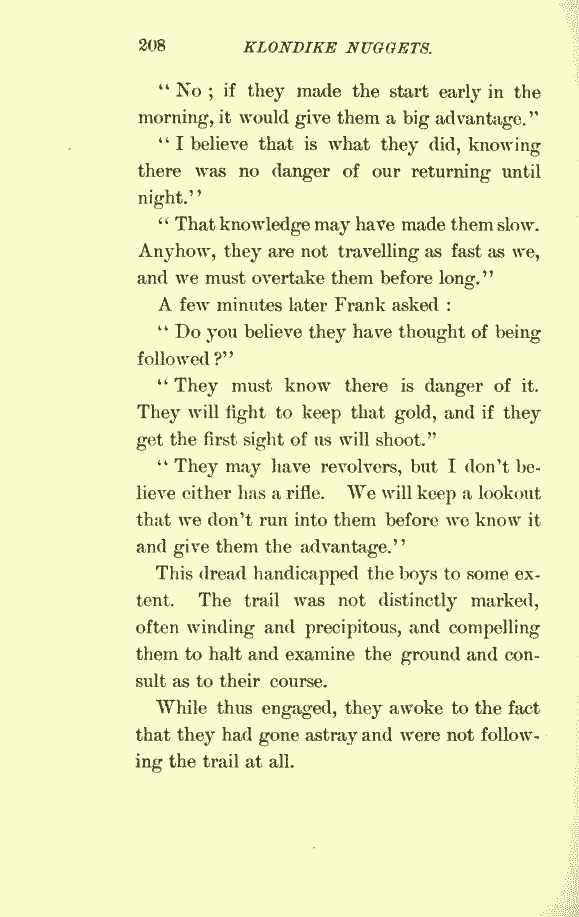 208 KLONDIKE NUGGETS.
“ No ; if they made the start early in the
morning, it would give them a big advantage.”
“ I believe that is what they did, knowing
there was no danger of our returning until
night.”
“ That knowledge may have made them slow.
Anyhow, they are not travelling as fast as we,
and we must overtake them before long.”
A few minutes later Frank asked :
“ Do you believe they have thought of being
followed ?”
“ They must know there is danger of it.
They will fight to keep that gold, and if they
get the first sight of us will shoot.”
“ They may have revolvers, but I don’t be-
lieve either has a rifle. We will keep a lookout
that we don’t run into them before we know it
and give them the advantage.”
This dread handicapped the boys to some ex-
tent. The trail was not distinctly marked,
often winding and precipitous, and compelling
them to halt and examine the ground and con-
sult as to their course.
While thus engaged, they awoke to the fact
that they had gone astray and were not follow-
ing the trail at all.